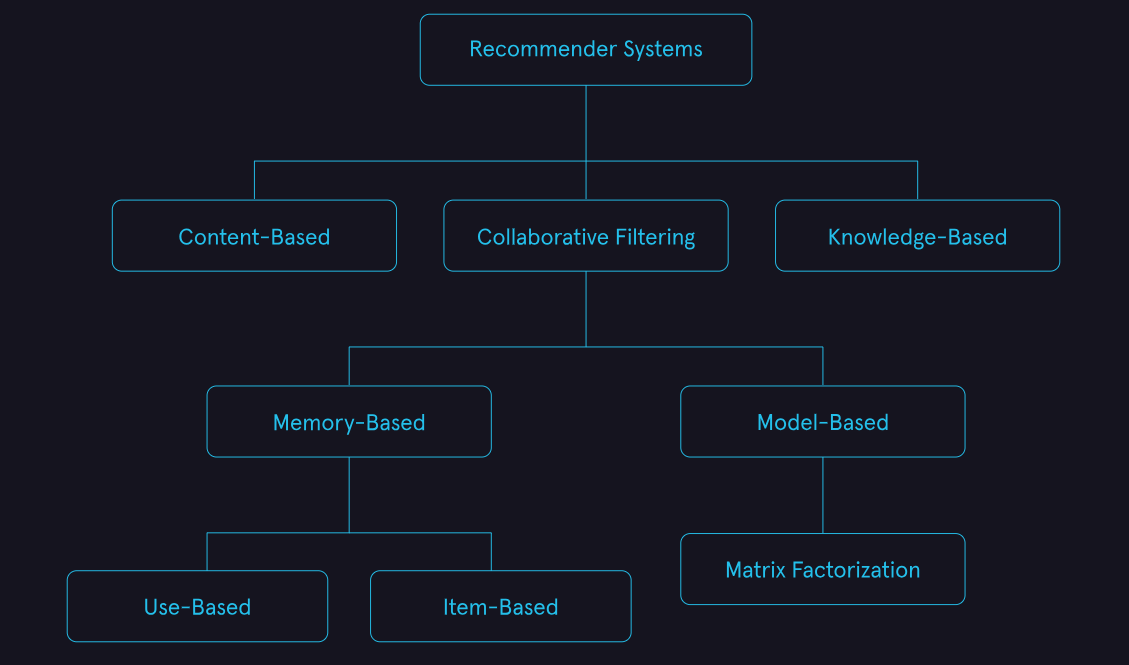 Recommender Systems
Content-Based
Collaborative Filtering
Knowledge-Based
Memory-Based
Model-Based
Matrix Factorization
Use-Based
Item-Based